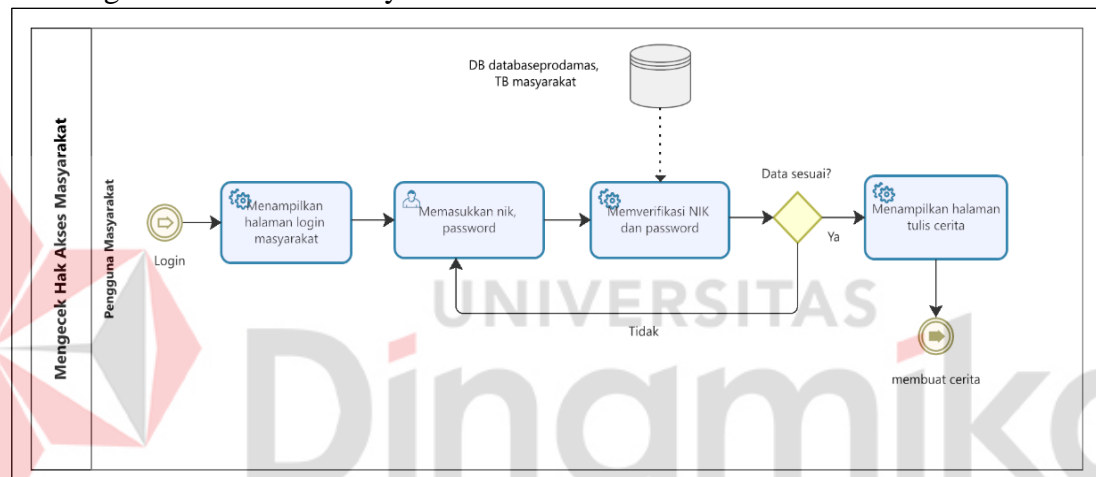 Mengecek Hak Akses Masyarakat
Pengguna Masyarakat
DB databaseprodamas,
TB masyarakat
Login
Menampilkan
halaman login
masyarakat
Memasukkan nik,
password
Memverifikasi NIK
dan password
Data sesuai?
Ya
Tidak
Menampilkan halaman
tulis cerita
membuat cerita
UNIVERSITAS
Dinamika